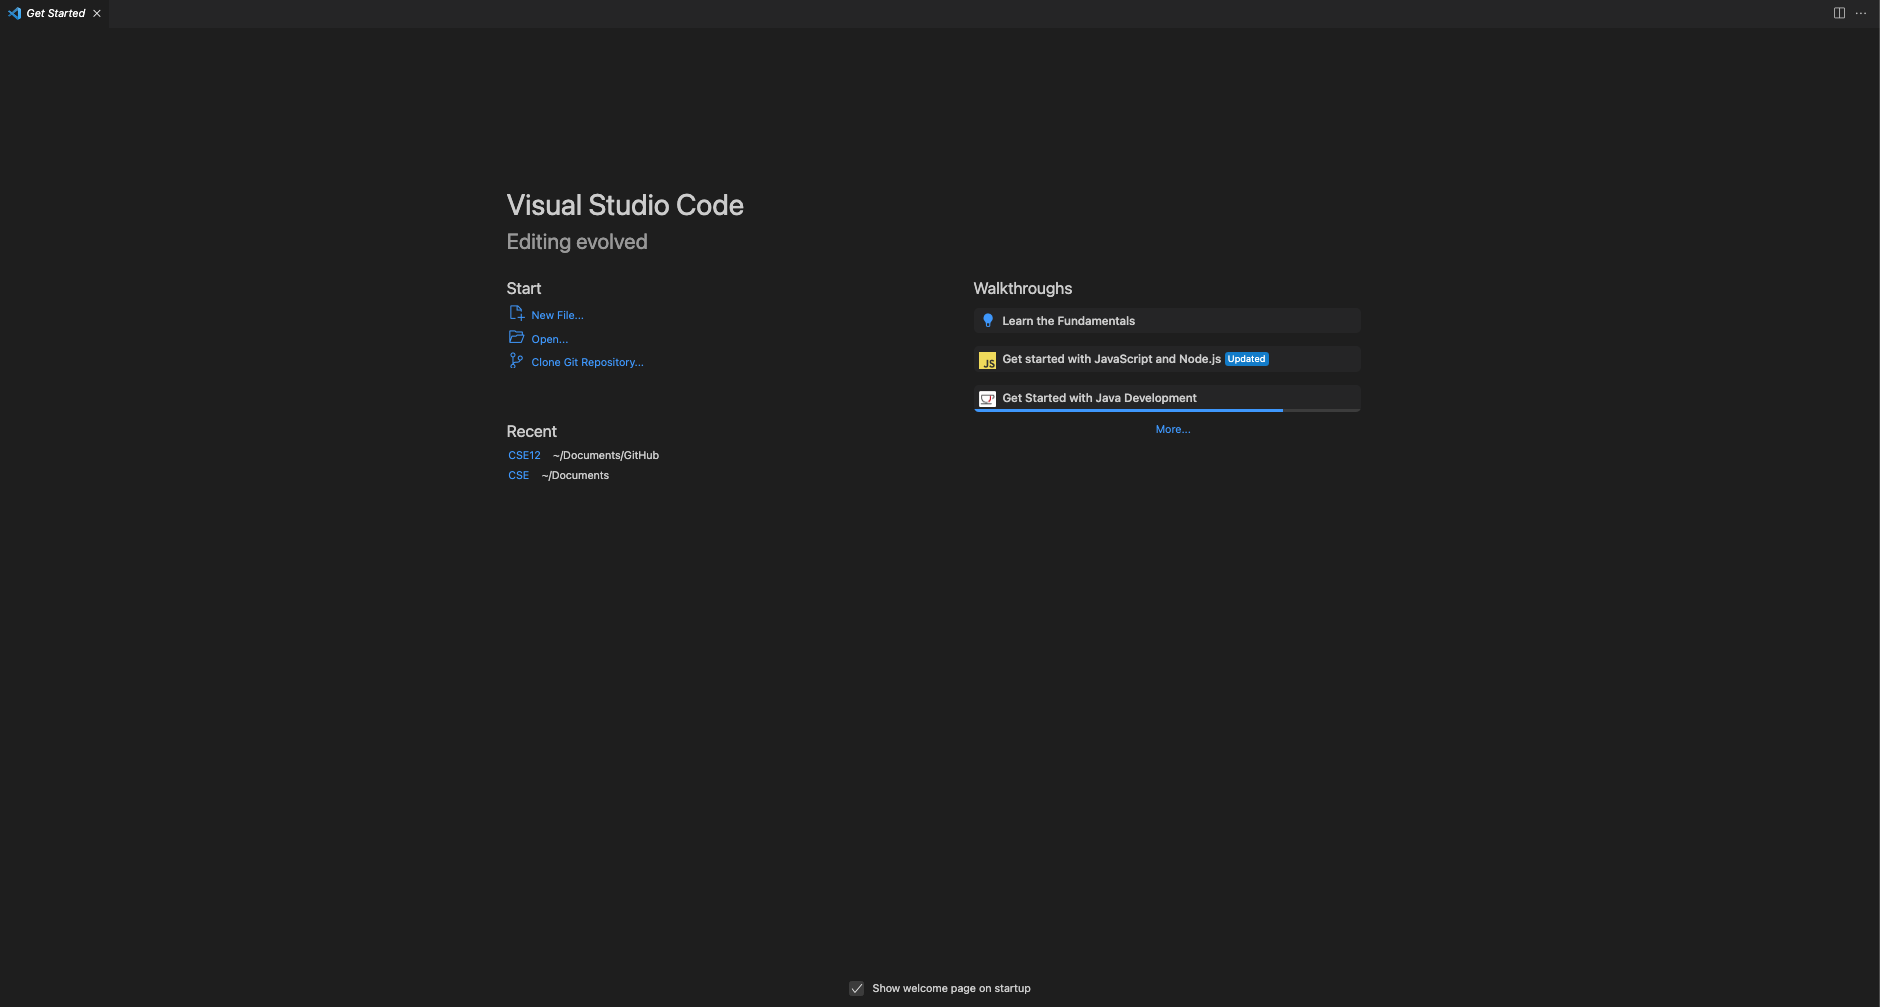 Get Started
Visual Studio Code
Editing evolved
Start
New File...
Open...
Clone Git Repository...
Recent
CSE12 ~/Documents/GitHub
CSE ~/Documents
Walkthroughs
Learn the Fundamentals
JS Get started with JavaScript and Node.js Updated
Get Started with Java Development
More...
Show welcome page on startup